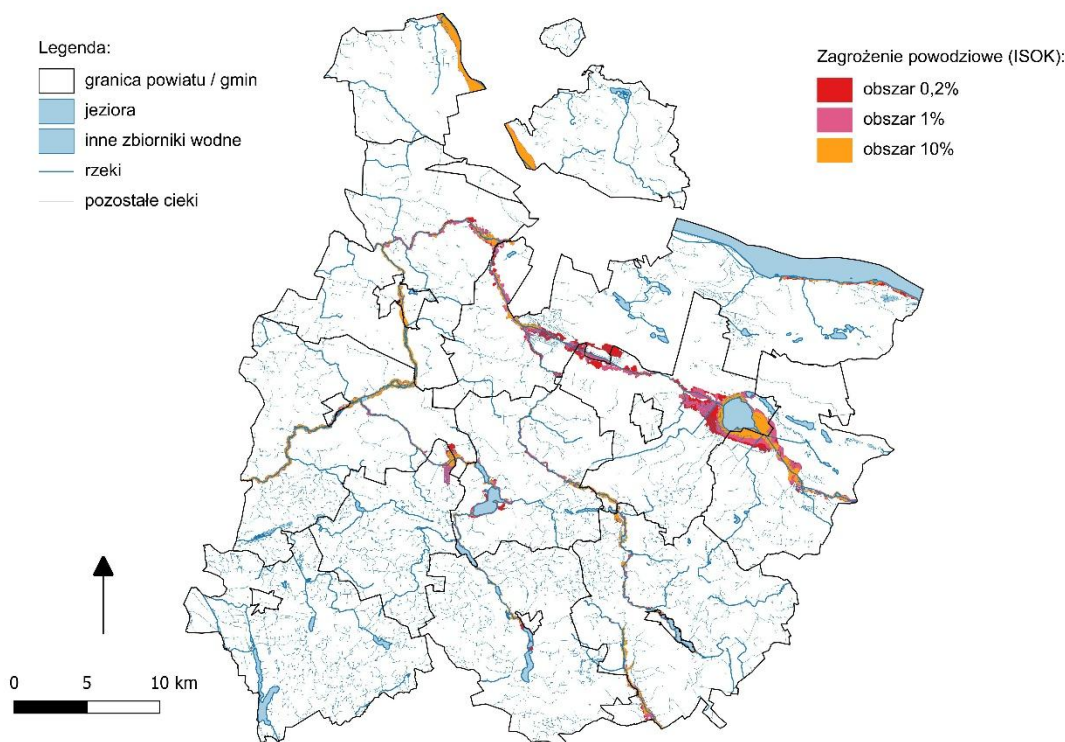 Legenda:
granica powiatu / gmin
jeziora
inne zbiorniki wodne
rzeki
pozostałe cieki
Zagrożenie powodziowe (ISOK):
obszar 0,2%
obszar 1%
obszar 10%
0 5 10 km